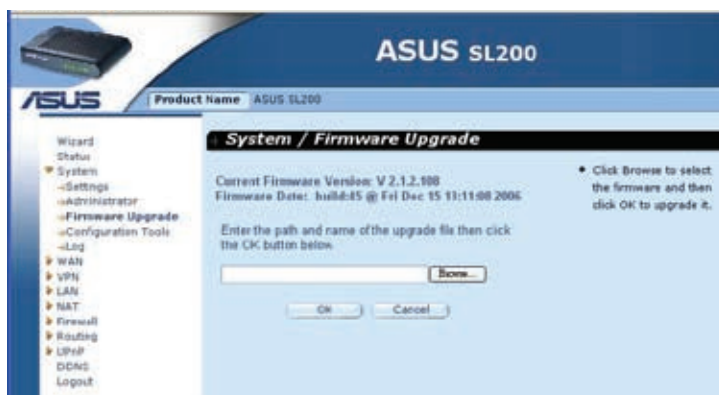 ASUS SL200
ASUS
Product Name ASUS SL200
Wizard
Status
System
Settings
Administrator
Firmware Upgrade
Configuration Tools
Log
WAN
VPN
LAN
NAT
Firewall
Routing
UPnP
DDNS
Logout
System / Firmware Upgrade
Current Firmware Version: V 2.1.2.108
Firmware Date: build:45 @ Fri Dec 15 13:11:08 2006
Enter the path and name of the upgrade file then click
the OK button below.
Browse...
OK Cancel
• Click Browse to select
the firmware and then
click OK to upgrade it.